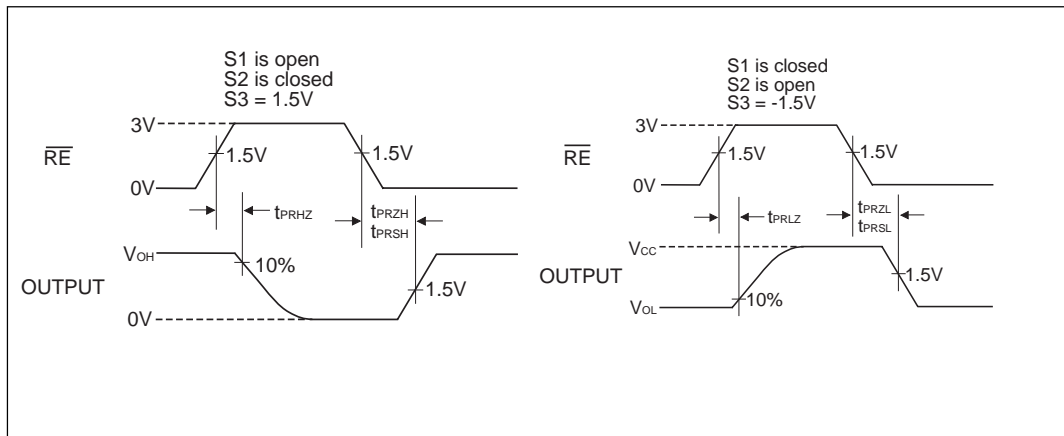 S1 is open
S2 is closed
S3 = 1.5V
3V
RE
1.5V
1.5V
0V
tPRHZ
tPRZH
tPRSH
VOH
10%
OUTPUT
1.5V
0V
S1 is closed
S2 is open
S3 = -1.5V
3V
RE
1.5V
1.5V
0V
tPRLZ
tPRZL
tPRSL
VCC
OUTPUT
1.5V
10%
VOL